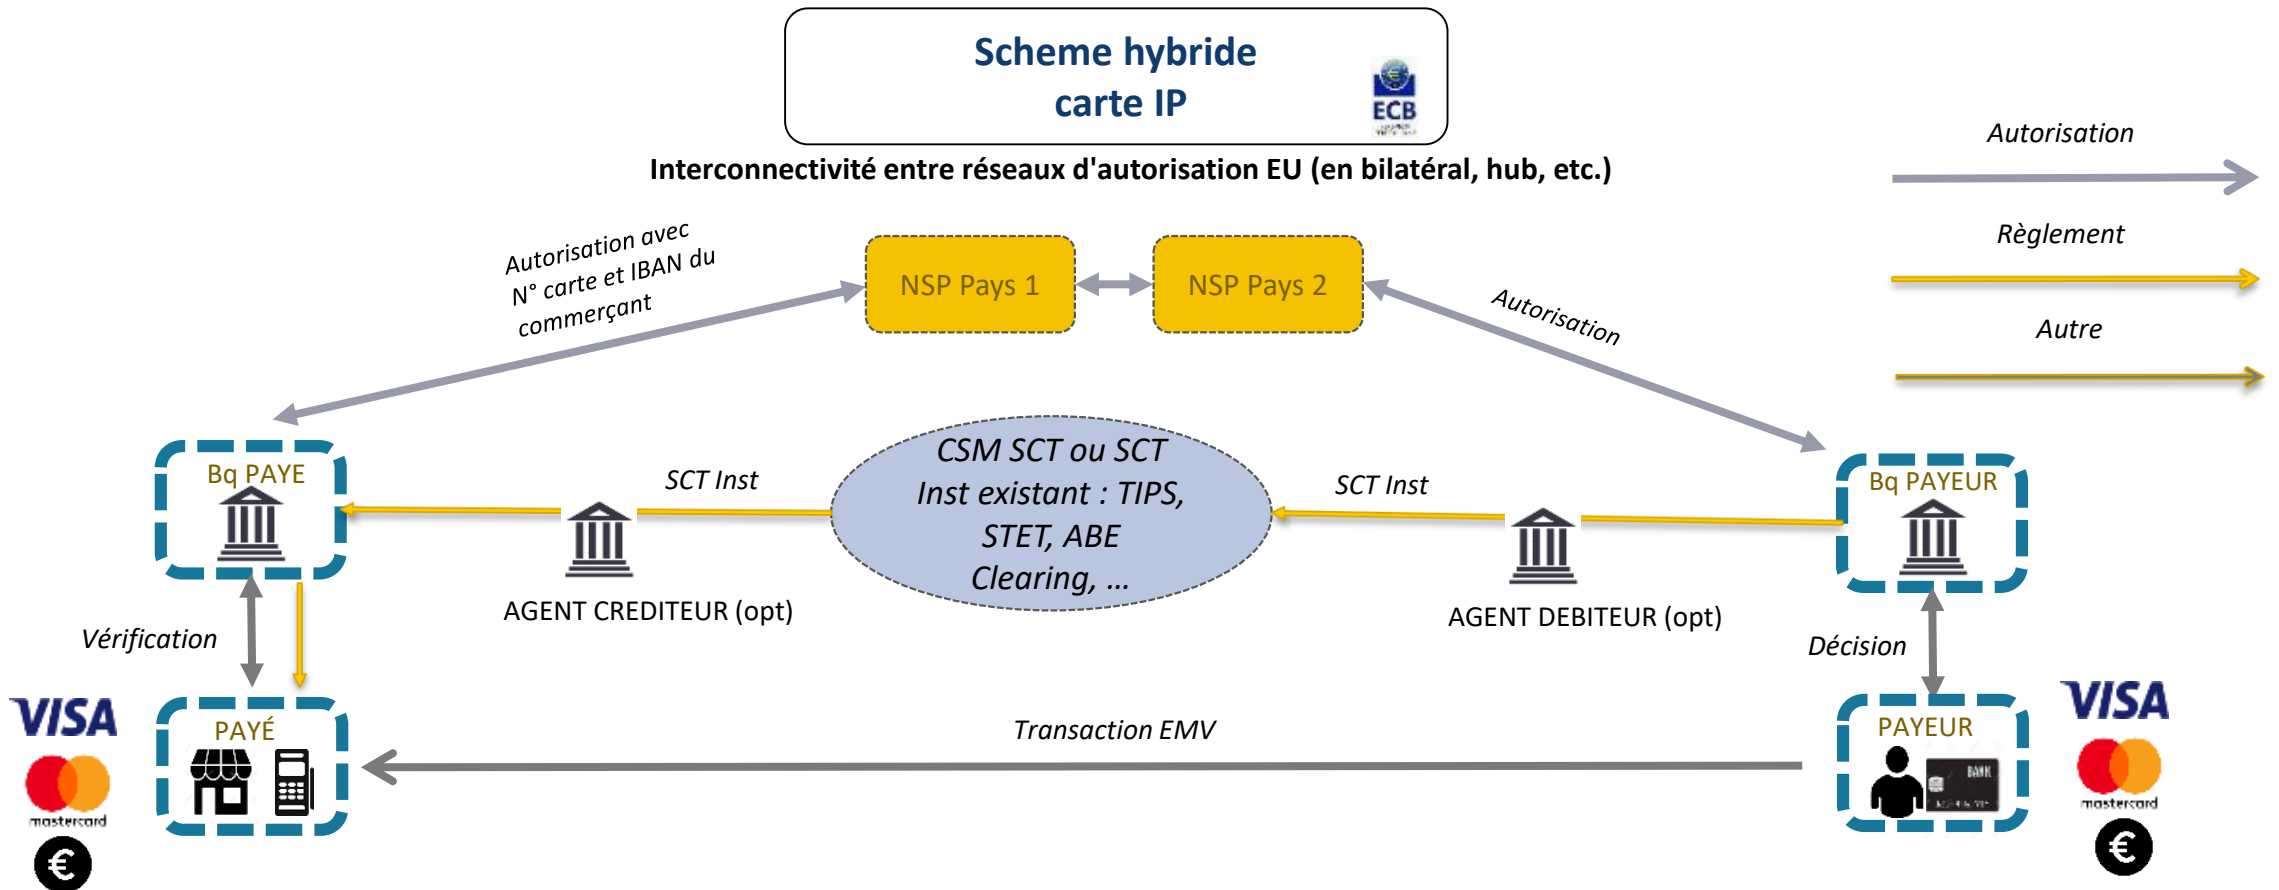 Scheme hybride
carte IP
ECB
Interconnectivité entre réseaux d'autorisation EU (en bilatéral, hub, etc.)
Autorisation
Règlement
Autre
Autorisation avec
N° carte et IBAN du
commerçant
NSP Pays 1
NSP Pays 2
Autorisation
Bq PAYE
SCT Inst
CSM SCT ou SCT
Inst existant : TIPS,
STET, ABE
Clearing, ...
SCT Inst
Bq PAYEUR
AGENT CREDITEUR (opt)
AGENT DEBITEUR (opt)
Vérification
Décision
VISA
mastercard
€
PAYÉ
Transaction EMV
PAYEUR
BANK
VISA
mastercard
€